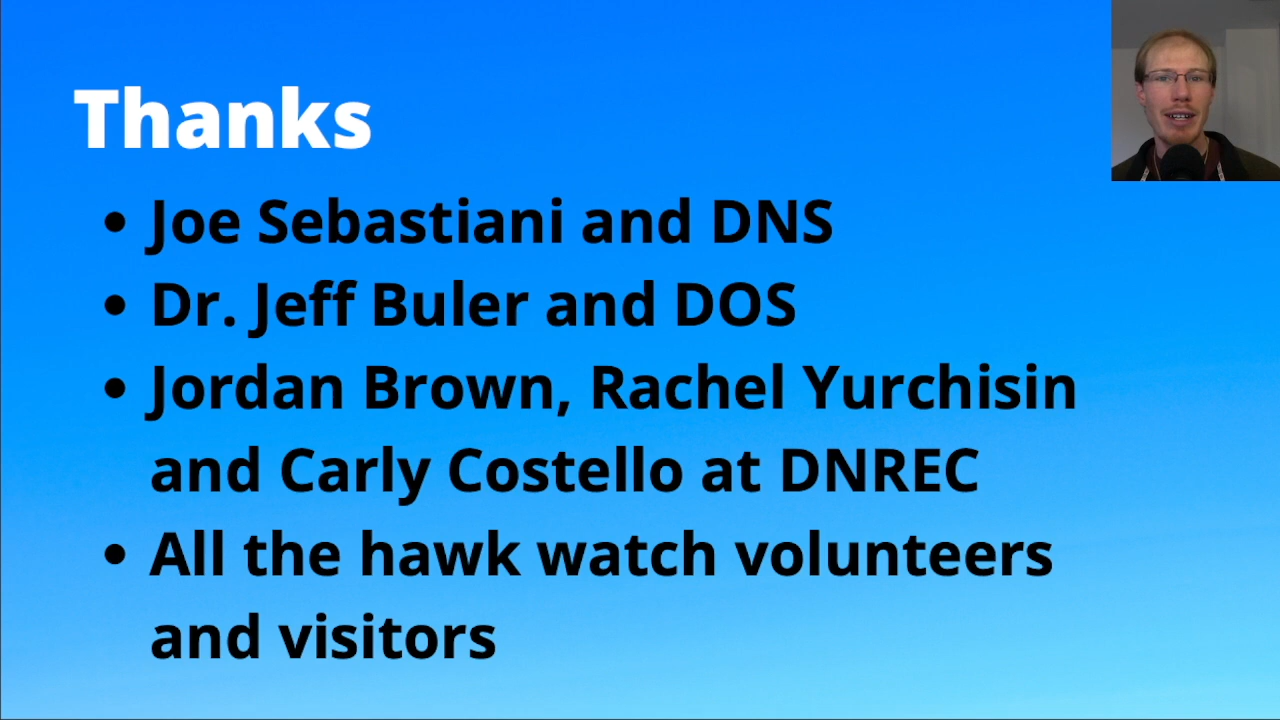 Thanks
• Joe Sebastiani and DNS
• Dr. Jeff Buler and DOS
• Jordan Brown, Rachel Yurchisin
and Carly Costello at DNREC
• All the hawk watch volunteers
and visitors